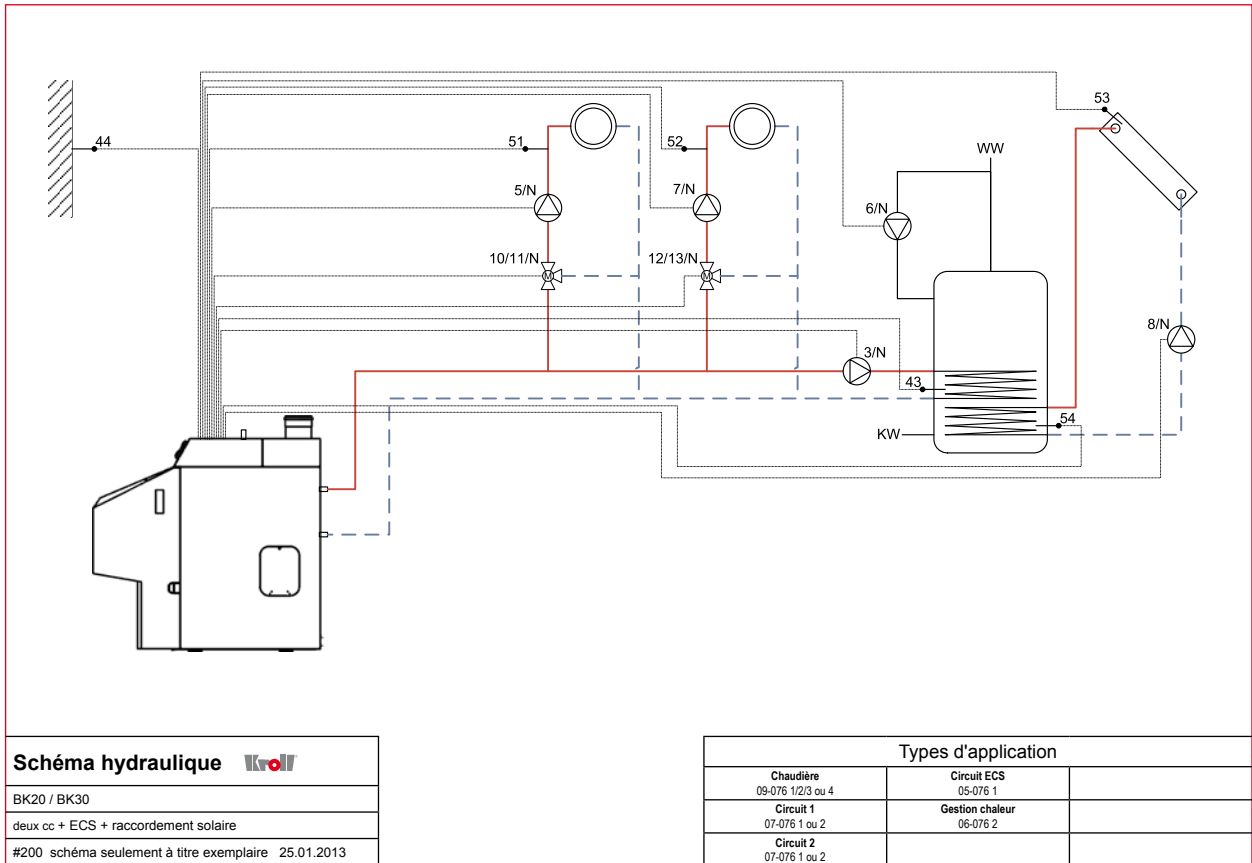 53
44
51
52
WW
5/N
7/N
6/N
10/11/N
M
12/13/N
M
8/N
3/N
43
54
KW
Schéma hydraulique Kroll
BK20 / BK30
deux cc + ECS + raccordement solaire
#200 schéma seulement à titre exemplaire 25.01.2013
Types d'application
Chaudière
09-076 1/2/3 ou 4
Circuit ECS
05-076 1
Circuit 1
07-076 1 ou 2
Gestion chaleur
06-076 2
Circuit 2
07-076 1 ou 2